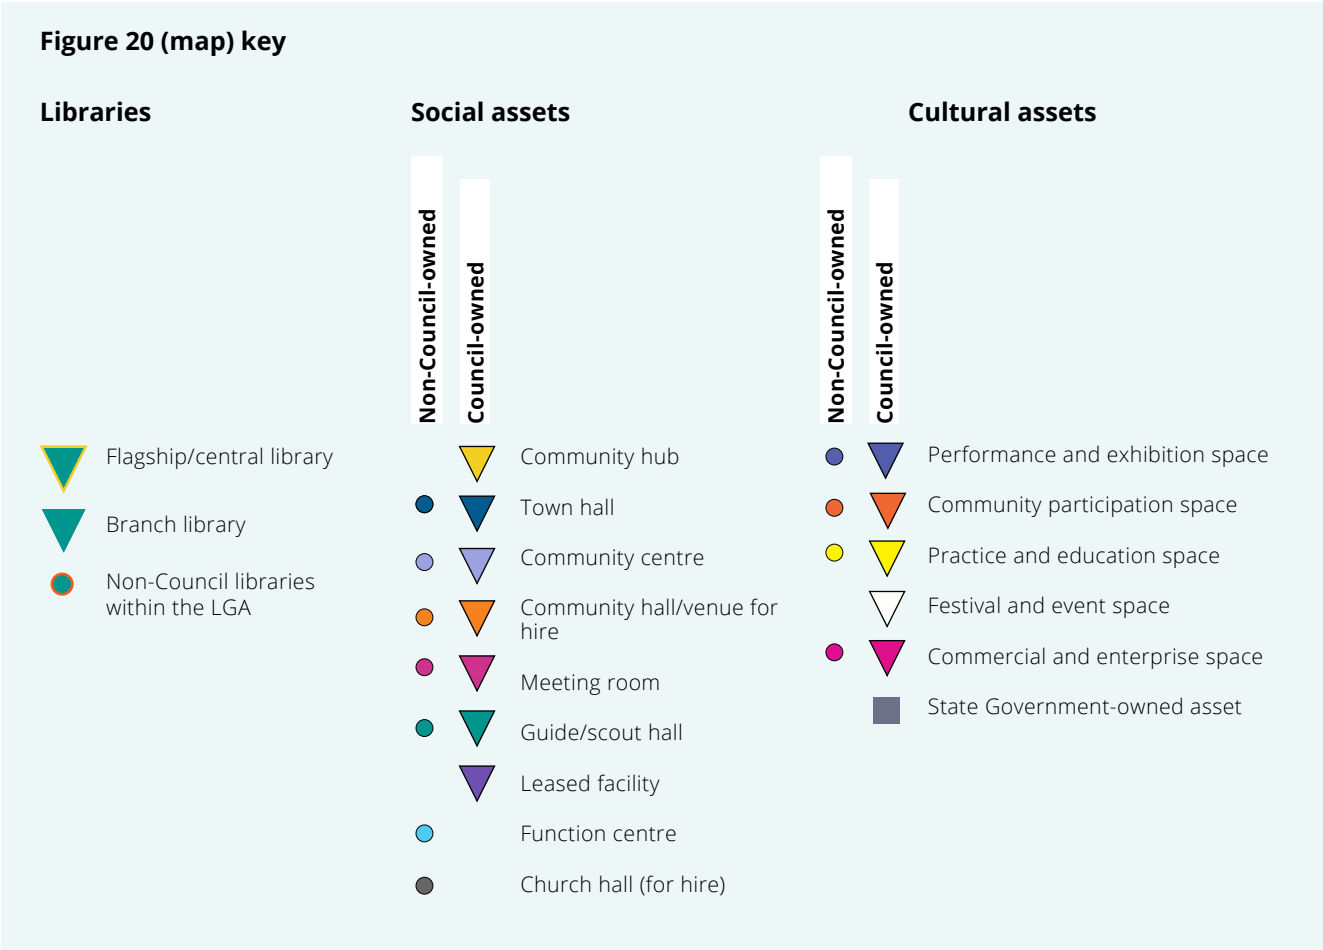 Figure 20 (map) key
Libraries
Flagship/central library
Branch library
Non-Council libraries
within the LGA
Social assets
Non-Council-owned
Council-owned
Community hub
Town hall
Community centre
Community hall/venue for
hire
Meeting room
Guide/scout hall
Leased facility
Function centre
Church hall (for hire)
Cultural assets
Non-Council-owned
Council-owned
Performance and exhibition space
Community participation space
Practice and education space
Festival and event space
Commercial and enterprise space
State Government-owned asset